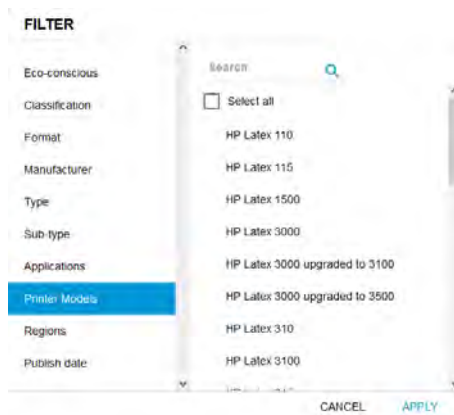 FILTER
Eco-conscious
Classification
Format
Manufacturer
Type
Sub-type
Applications
Printer Models
Regions
Publish date
Search
Select all
HP Latex 110
HP Latex 115
HP Latex 1500
HP Latex 3000
HP Latex 3000 upgraded to 3100
HP Latex 3000 upgraded to 3500
HP Latex 310
HP Latex 3100
CANCEL APPLY